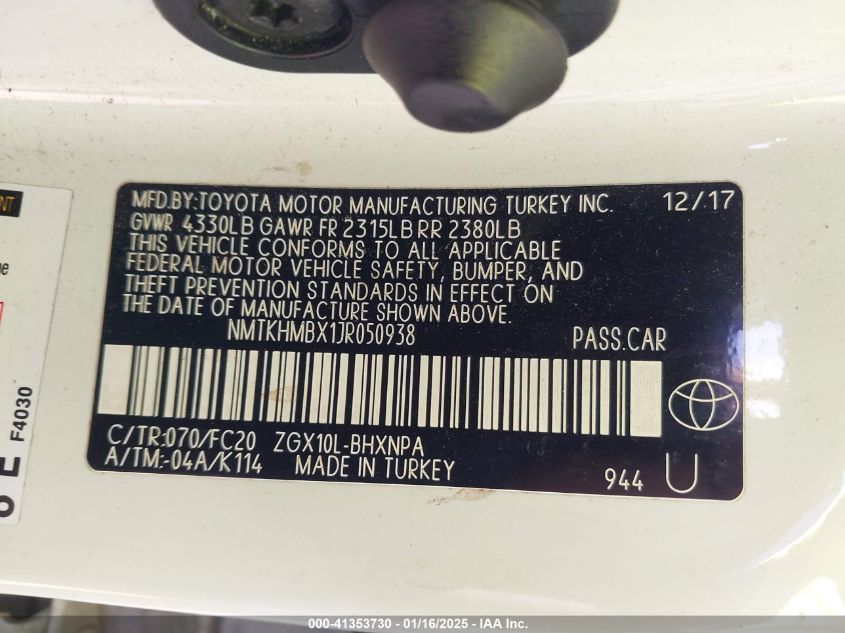 MFD.BY:TOYOTA MOTOR MANUFACTURING TURKEY INC. 12/17
GVWR 4330LB GAWR FR 2315LB RR 2380LB
THIS VEHICLE CONFORMS TO ALL APPLICABLE
FEDERAL MOTOR VEHICLE SAFETY, BUMPER, AND
THEFT PREVENTION STANDARDS IN EFFECT ON
THE DATE OF MANUFACTURE SHOWN ABOVE.
NMTKHMBX1JR050938 PASS.CAR
C/TR:070/FC20 ZGX10L-BHXNPA
A/TM:-04A/K114 MADE IN TURKEY
944 U
F4030
000-41353730 - 01/16/2025 - IAA Inc.